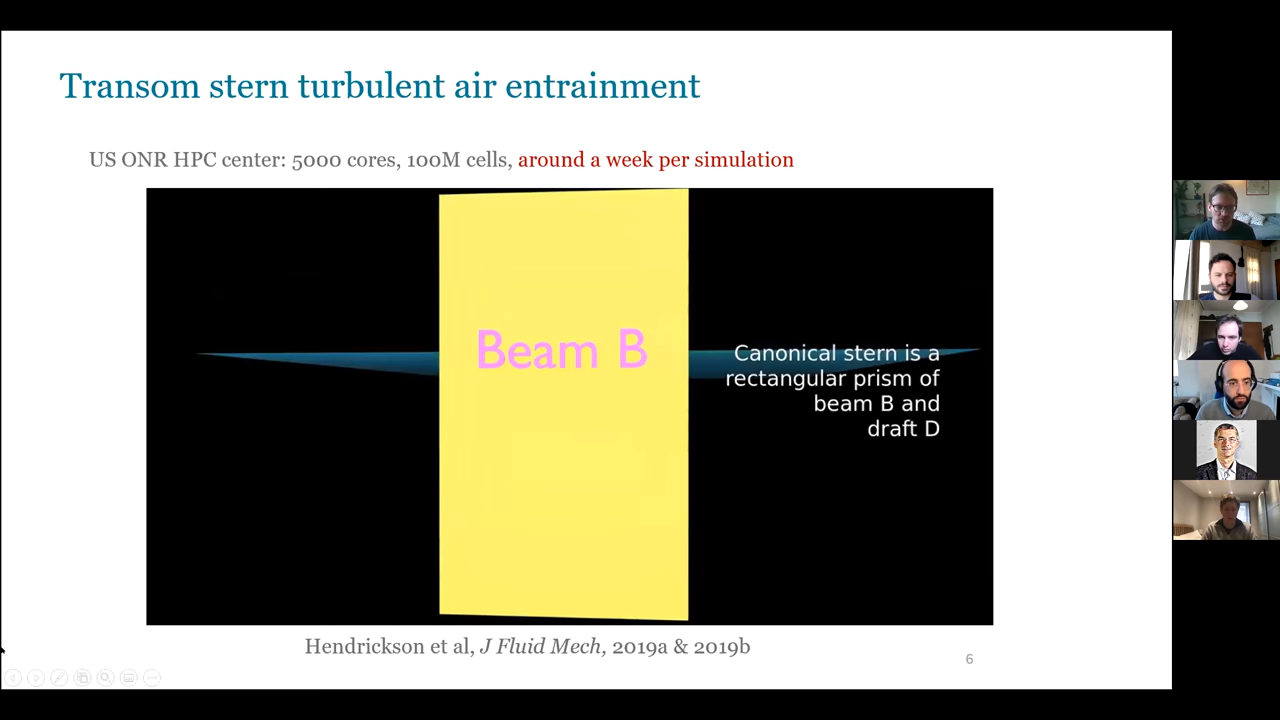 Transom stern turbulent air entrainment
US ONR HPC center: 5000 cores, 100M cells, around a week per simulation
Beam B
Canonical stern is a
rectangular prism of
beam B and
draft D
Hendrickson et al, J Fluid Mech, 2019a & 2019b
6